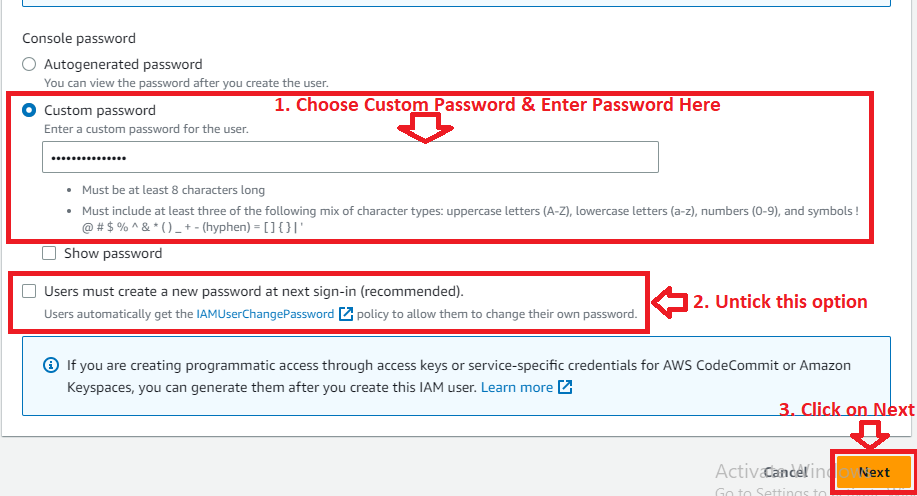 Console password
Autogenerated password
You can view the password after you create the user.
Custom password
1. Choose Custom Password & Enter Password Here
Enter a custom password for the user.
•••••••••••••••
• Must be at least 8 characters long
• Must include at least three of the following mix of character types: uppercase letters (A-Z), lowercase letters (a-z), numbers (0-9), and symbols !
@ # $ % ^ & * ( ) _ + - (hyphen) = [ ] { } | '
Show password
Users must create a new password at next sign-in (recommended).
Users automatically get the IAMUserChangePassword policy to allow them to change their own password.
2. Untick this option
If you are creating programmatic access through access keys or service-specific credentials for AWS CodeCommit or Amazon
Keyspaces, you can generate them after you create this IAM user. Learn more
3. Click on Next
Cancel
Next
Activate Windows
Go to Settings to